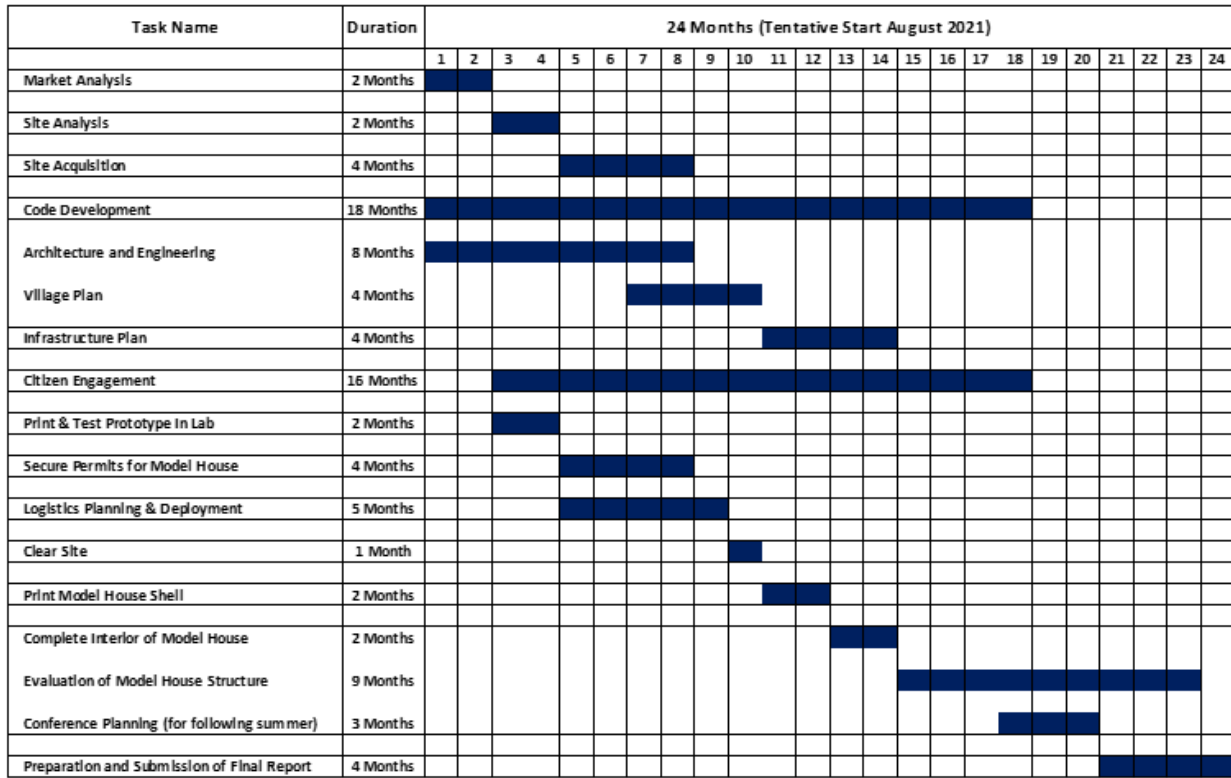 Task Name Duration 24 Months (Tentative Start August 2021)
1 2 3 4 5 6 7 8 9 10 11 12 13 14 15 16 17 18 19 20 21 22 23 24
Market Analysis 2 Months
Site Analysis 2 Months
Site Acquisition 4 Months
Code Development 18 Months
Architecture and Engineering 8 Months
Village Plan 4 Months
Infrastructure Plan 4 Months
Citizen Engagement 16 Months
Print & Test Prototype In Lab 2 Months
Secure Permits for Model House 4 Months
Logistics Planning & Deployment 5 Months
Clear Site 1 Month
Print Model House Shell 2 Months
Complete Interior of Model House 2 Months
Evaluation of Model House Structure 9 Months
Conference Planning (for following summer) 3 Months
Preparation and Submission of Final Report 4 Months